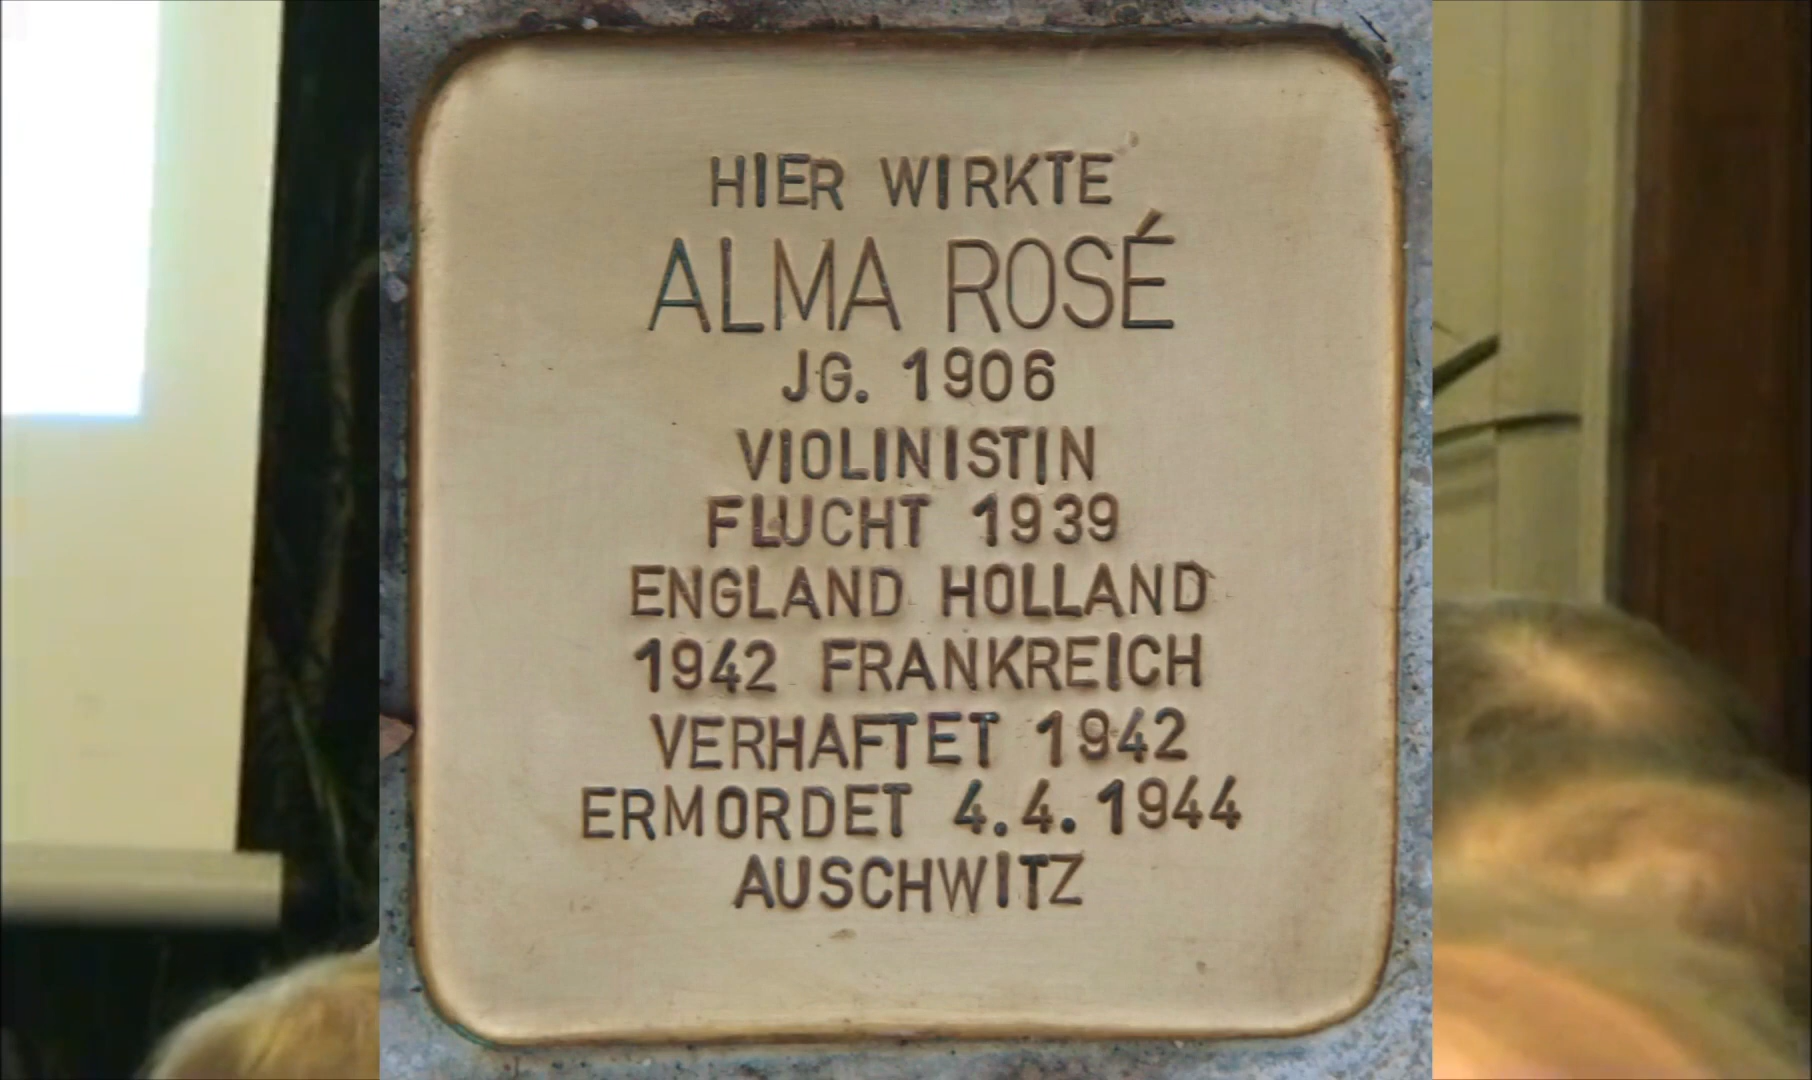 HIER WIRKTE
ALMA ROSÉ
JG. 1906
VIOLINISTIN
FLUCHT 1939
ENGLAND HOLLAND
1942 FRANKREICH
VERHAFTET 1942
ERMORDET 4.4.1944
AUSCHWITZ